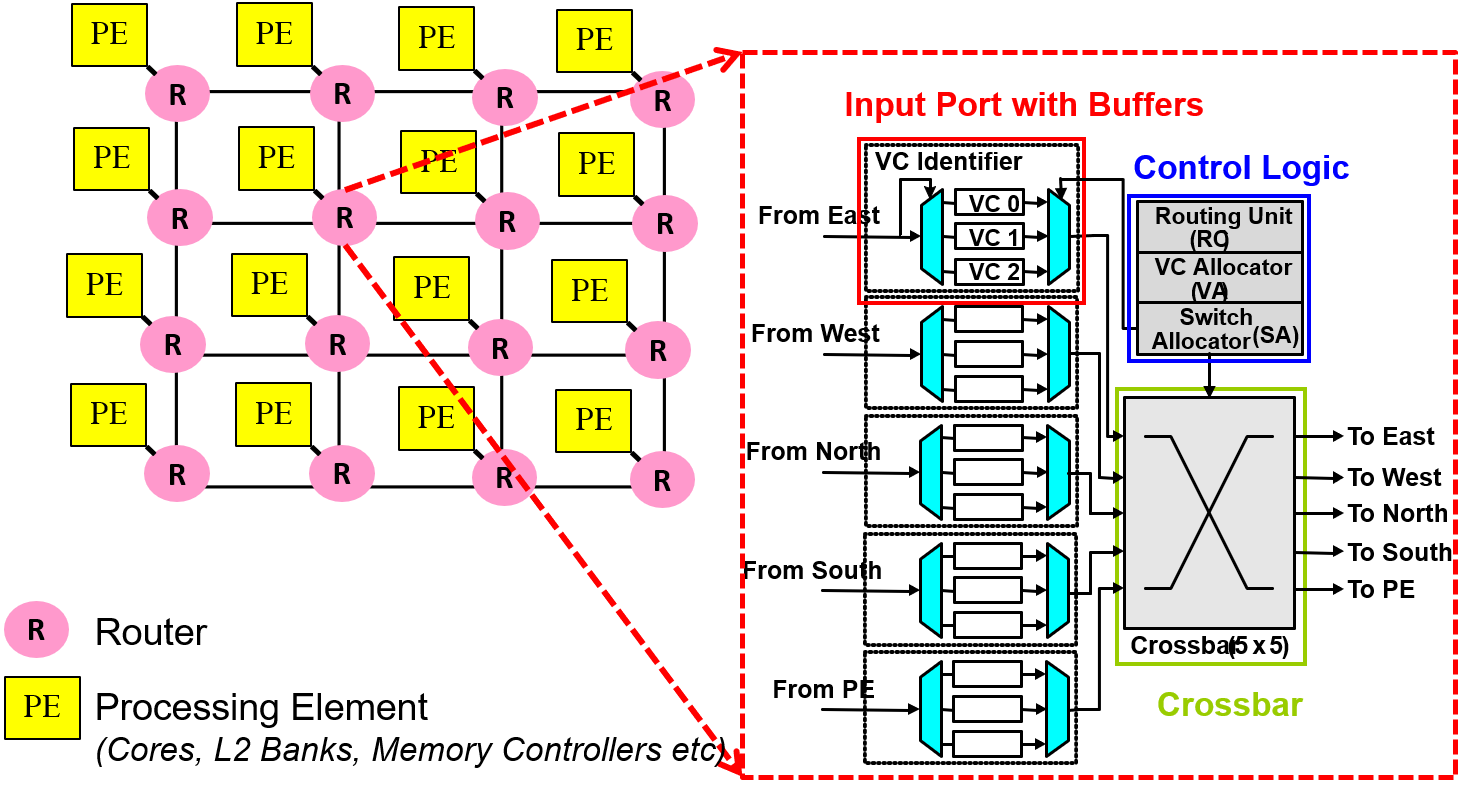 PE PE PE PE
R R R R
PE PE PE PE
R R R R
PE PE PE PE
R R R R
PE PE PE PE
R R R R
R Router
PE Processing Element
(Cores, L2 Banks, Memory Controllers etc)
Input Port with Buffers
VC Identifier
From East
VC 0
VC 1
VC 2
From West
From North
From South
From PE
Control Logic
Routing Unit
(RC)
VC Allocator
(VA)
Switch
Allocator (SA)
To East
To West
To North
To South
To PE
Crossbar (5 x 5)
Crossbar